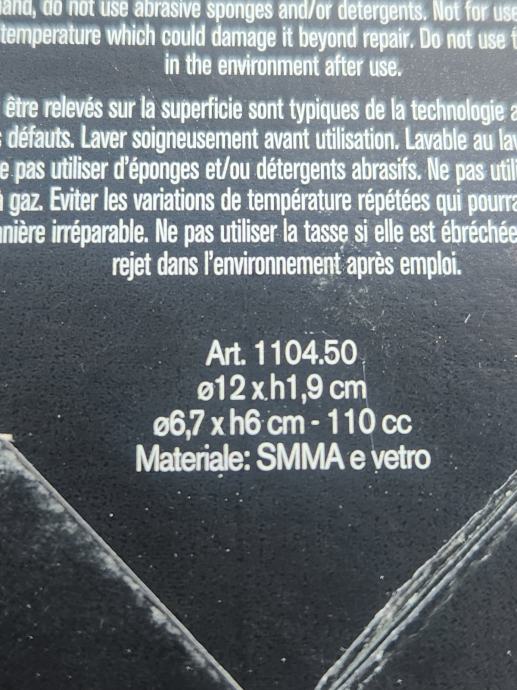 do not use abrasive sponges and/or detergents. Not for use
temperature which could damage it beyond repair. Do not use
in the environment after use.
être relevés sur la superficie sont typiques de la technologie
défauts. Laver soigneusement avant utilisation. Lavable au
pas utiliser d'éponges et/ou détergents abrasifs. Ne pas
gaz. Eviter les variations de température répétées qui
irréparable. Ne pas utiliser la tasse si elle est ébréchée
rejet dans l'environnement après emploi.
Art. 1104.50
ø12 x h1,9 cm
ø6,7 x h6 cm - 110 cc
Materiale: SMMA e vetro